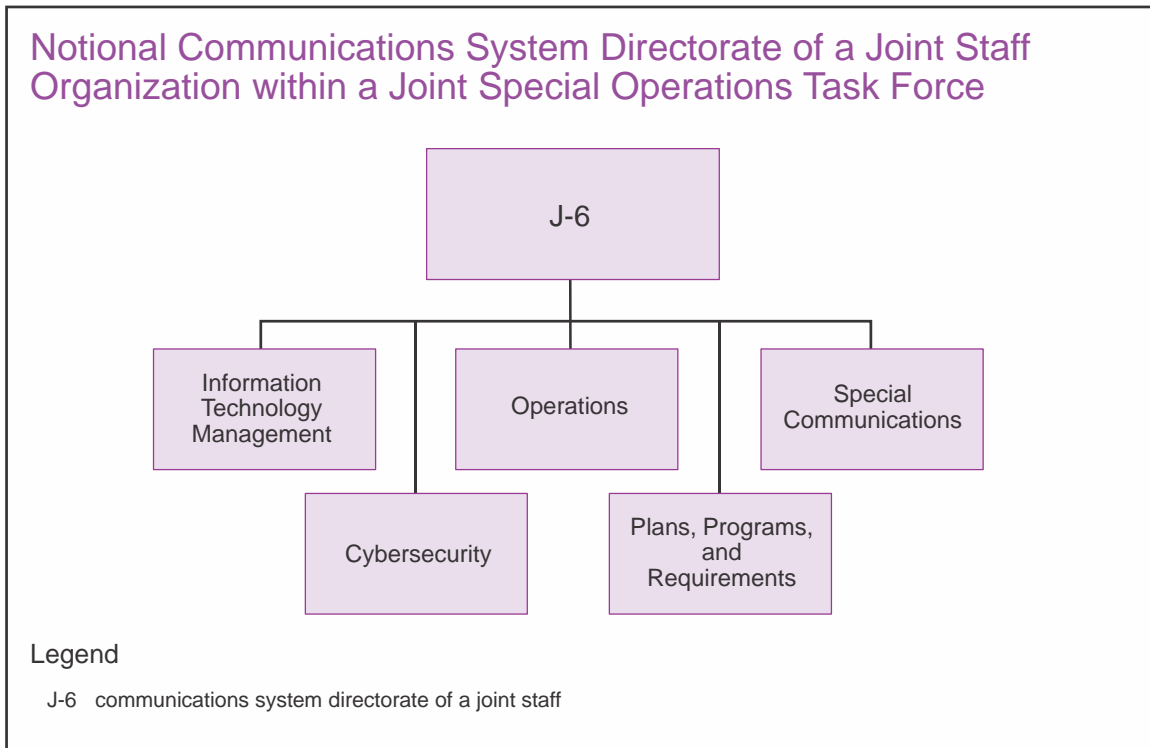 Notional Communications System Directorate of a Joint Staff
Organization within a Joint Special Operations Task Force
J-6
Information
Technology
Management
Operations
Special
Communications
Cybersecurity
Plans, Programs,
and
Requirements
Legend
J-6 communications system directorate of a joint staff